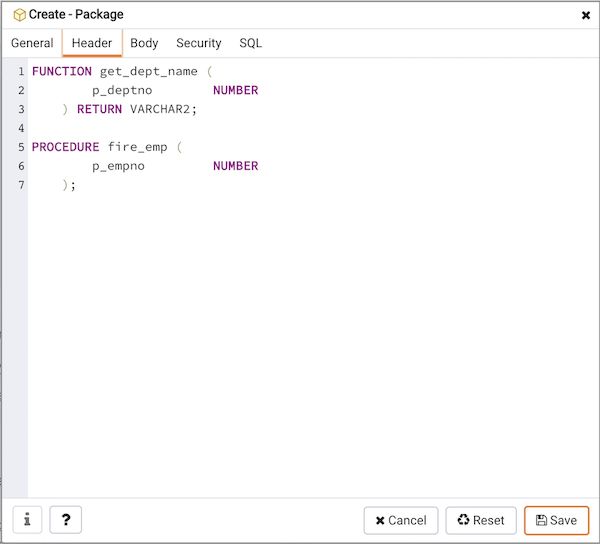 Create - Package
General Header Body Security SQL
1 FUNCTION get_dept_name (
2         p_deptno        NUMBER
3     ) RETURN VARCHAR2;
4
5 PROCEDURE fire_emp (
6         p_empno         NUMBER
7     );
i ? Cancel Reset Save